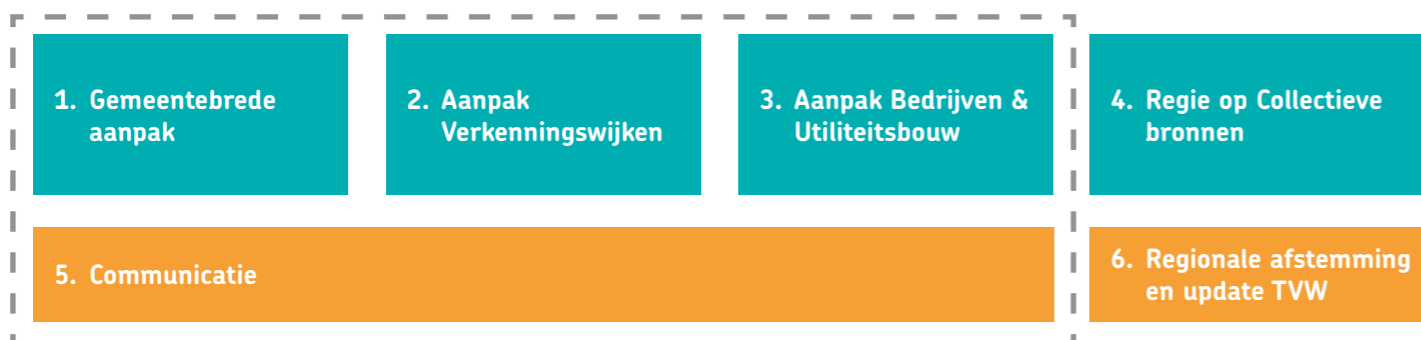 1. Gemeentebrede
aanpak
2. Aanpak
Verkenningswijken
3. Aanpak Bedrijven &
Utiliteitsbouw
4. Regie op Collectieve
bronnen
5. Communicatie
6. Regionale afstemming
en update TVW